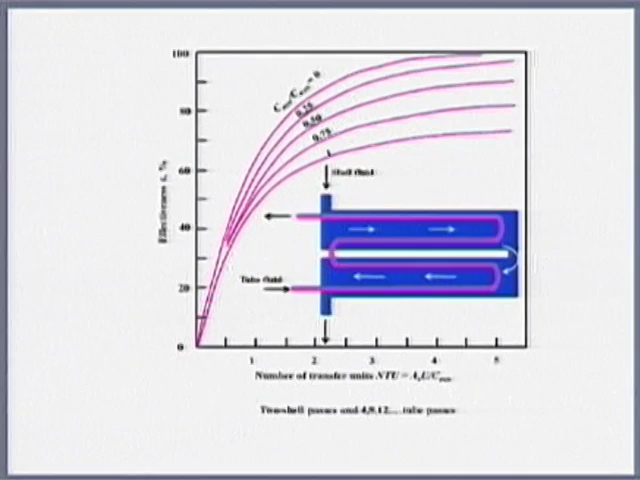 100
80
60
40
20
0
Effectiveness ε, %
Cmin/Cmax = 0
0.25
0.50
0.75
1
Shell fluid
Tube fluid
1 2 3 4 5
Number of transfer units NTU = AsU/Cmin
Two-shell passes and 4,8,12,... tube passes